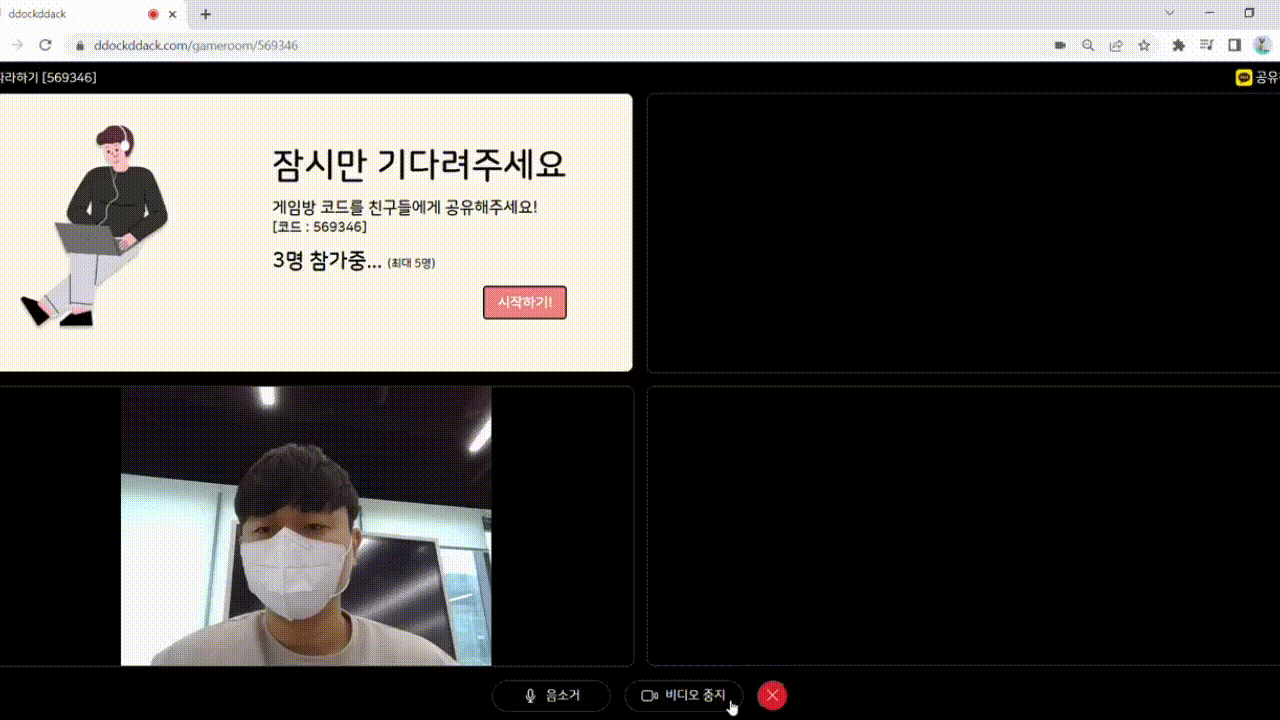 ddockddack
ddockddack.com/gameroom/569346
따라하기 [569346]
공유
잠시만 기다려주세요
게임방 코드를 친구들에게 공유해주세요!
[코드 : 569346]
3명 참가중... (최대 5명)
시작하기!
음소거
비디오 중지